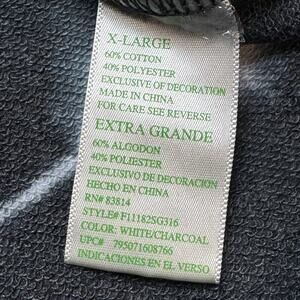 X-LARGE
60% COTTON
40% POLYESTER
EXCLUSIVE OF DECORATION
MADE IN CHINA
FOR CARE SEE REVERSE
EXTRA GRANDE
60% ALGODON
40% POLIESTER
EXCLUSIVO DE DECORACION
HECHO EN CHINA
RN# 83814
STYLE# F11182SG316
COLOR: WHITE/CHARCOAL
UPC# 795071608766
INDICACIONES EN EL VERSO